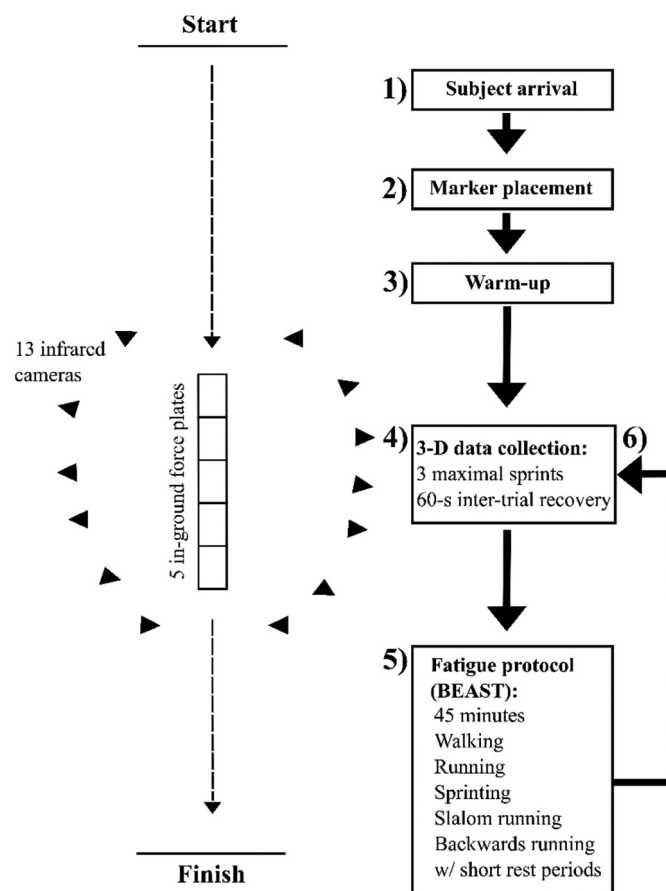 Start
13 infrared
cameras
5 in-ground force plates
Finish
1) Subject arrival
2) Marker placement
3) Warm-up
4) 3-D data collection: 6)
3 maximal sprints
60-s inter-trial recovery
5) Fatigue protocol
(BEAST):
45 minutes
Walking
Running
Sprinting
Slalom running
Backwards running
w/ short rest periods